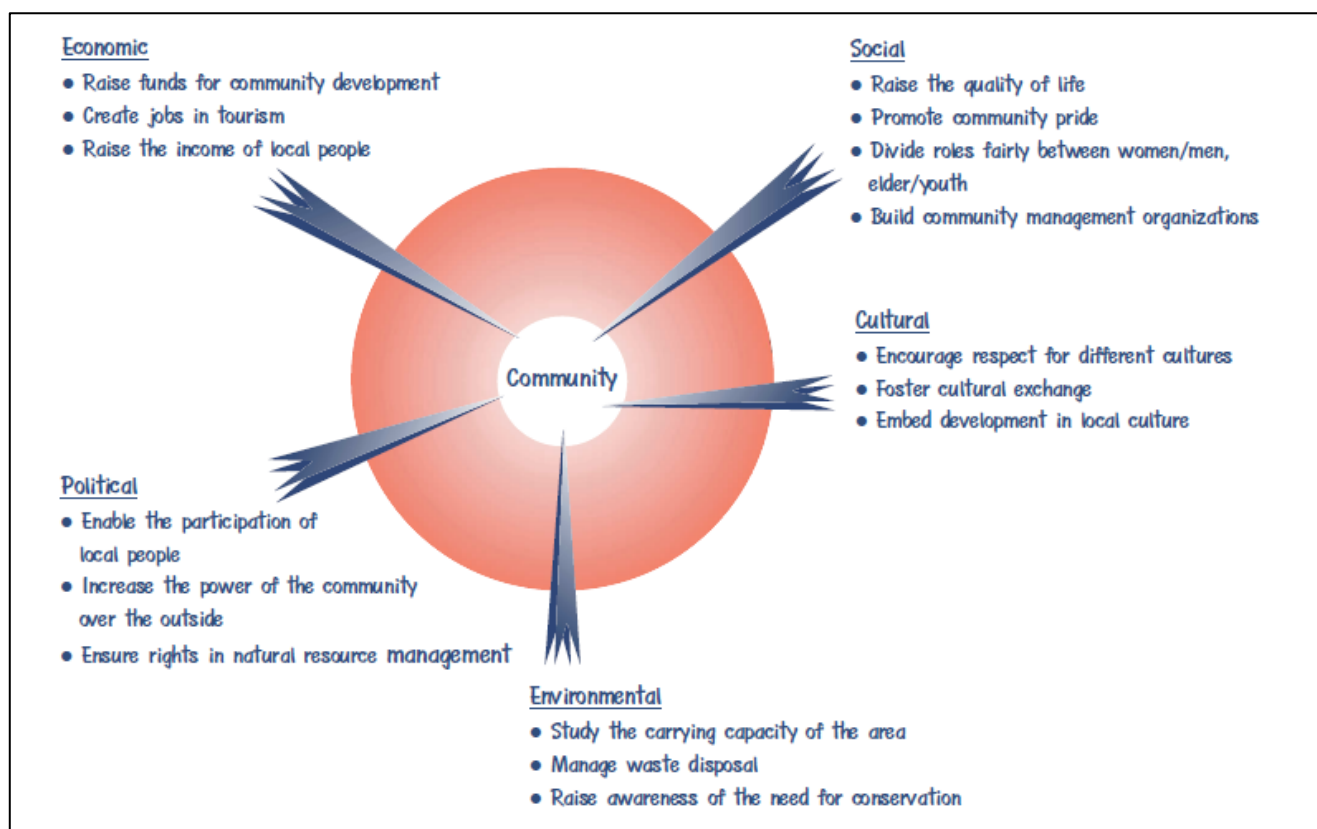 Economic
● Raise funds for community development
● Create jobs in tourism
● Raise the income of local people
Social
● Raise the quality of life
● Promote community pride
● Divide roles fairly between women/men,
elder/youth
● Build community management organizations
Cultural
● Encourage respect for different cultures
● Foster cultural exchange
● Embed development in local culture
Community
Political
● Enable the participation of
local people
● Increase the power of the community
over the outside
● Ensure rights in natural resource management
Environmental
● Study the carrying capacity of the area
● Manage waste disposal
● Raise awareness of the need for conservation